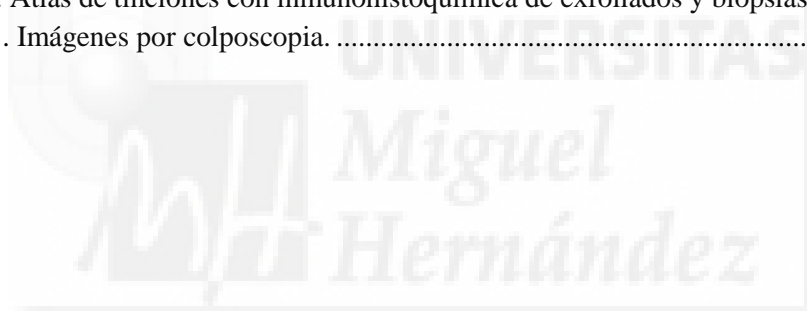 . Atlas de tinciones con inmunohistoquímica de exfoliados y biopsias
. Imágenes por colposcopia. ....................................................................................
UNIVERSITAS
Miguel
Hernández